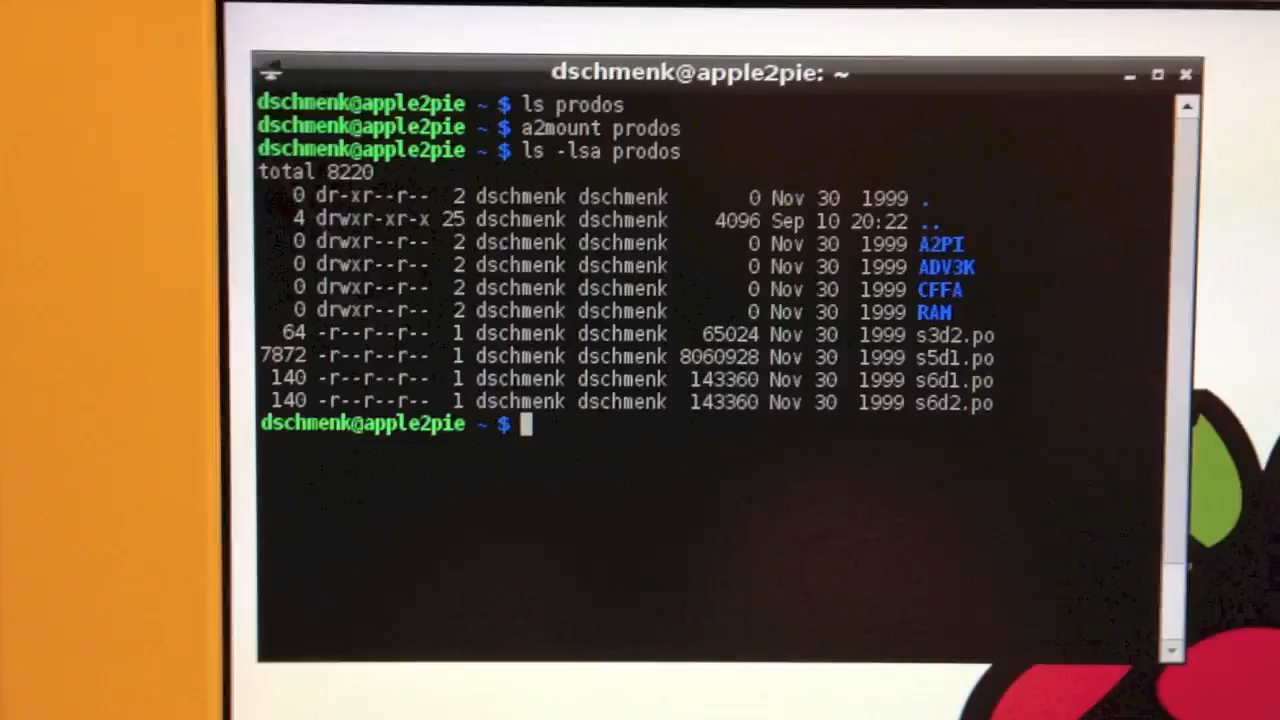 dschmenk@apple2pie: ~
dschmenk@apple2pie ~ $ ls prodos
dschmenk@apple2pie ~ $ a2mount prodos
dschmenk@apple2pie ~ $ ls -lsa prodos
total 8220
0 dr-xr--r-- 2 dschmenk dschmenk 0 Nov 30 1999 .
4 drwxr-xr-x 25 dschmenk dschmenk 4096 Sep 10 20:22 ..
0 drwxr--r-- 2 dschmenk dschmenk 0 Nov 30 1999 A2PI
0 drwxr--r-- 2 dschmenk dschmenk 0 Nov 30 1999 ADV3K
0 drwxr--r-- 2 dschmenk dschmenk 0 Nov 30 1999 CFFA
0 drwxr--r-- 2 dschmenk dschmenk 0 Nov 30 1999 RAM
64 -r--r--r-- 1 dschmenk dschmenk 65024 Nov 30 1999 s3d2.po
7872 -r--r--r-- 1 dschmenk dschmenk 8060928 Nov 30 1999 s5d1.po
140 -r--r--r-- 1 dschmenk dschmenk 143360 Nov 30 1999 s6d1.po
140 -r--r--r-- 1 dschmenk dschmenk 143360 Nov 30 1999 s6d2.po
dschmenk@apple2pie ~ $